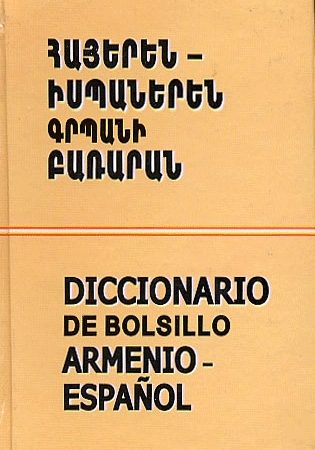 ՀԱՅԵՐԵՆ –
ԻՍՊԱՆԵՐԵՆ
ԳՐՊԱՆԻ
ԲԱՌԱՐԱՆ
DICCIONARIO
DE BOLSILLO
ARMENIO -
ESPAÑOL